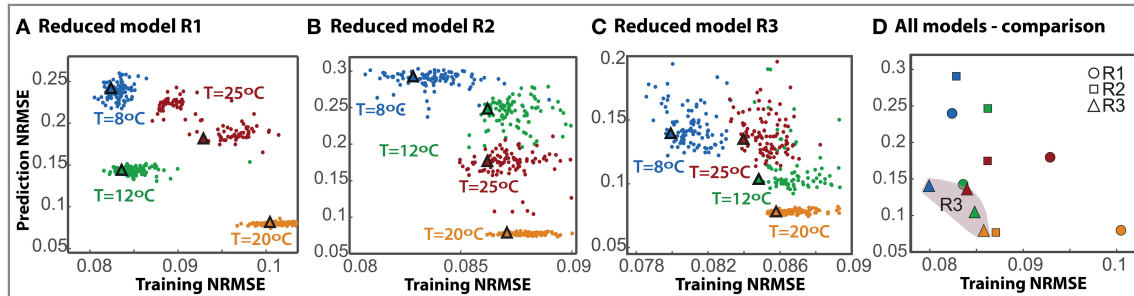 A Reduced model R1
B Reduced model R2
C Reduced model R3
D All models - comparison
Prediction NRMSE
0.25
0.2
0.15
0.1
0.05
T=8ºC
T=25ºC
T=12ºC
T=20ºC
0.08
0.09
0.1
Training NRMSE
0.3
0.25
0.2
0.15
0.1
0.05
T=8ºC
T=12ºC
T=25ºC
T=20ºC
0.08
0.085
0.09
Training NRMSE
0.2
0.15
0.1
0.05
T=8ºC
T=25ºC
T=12ºC
T=20ºC
0.078
0.082
0.086
0.09
Training NRMSE
0.3
0.25
0.2
0.15
0.1
0.05
R1
R2
R3
R3
0.08
0.09
0.1
Training NRMSE